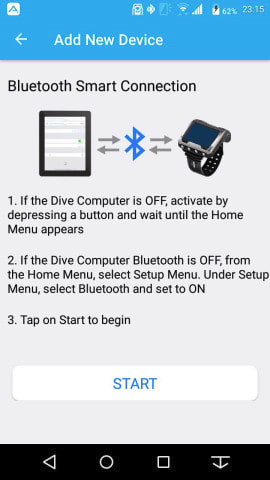 62% 23:15
Add New Device
Bluetooth Smart Connection
1. If the Dive Computer is OFF, activate by
depressing a button and wait until the Home
Menu appears
2. If the Dive Computer Bluetooth is OFF, from
the Home Menu, select Setup Menu. Under Setup
Menu, select Bluetooth and set to ON
3. Tap on Start to begin
START